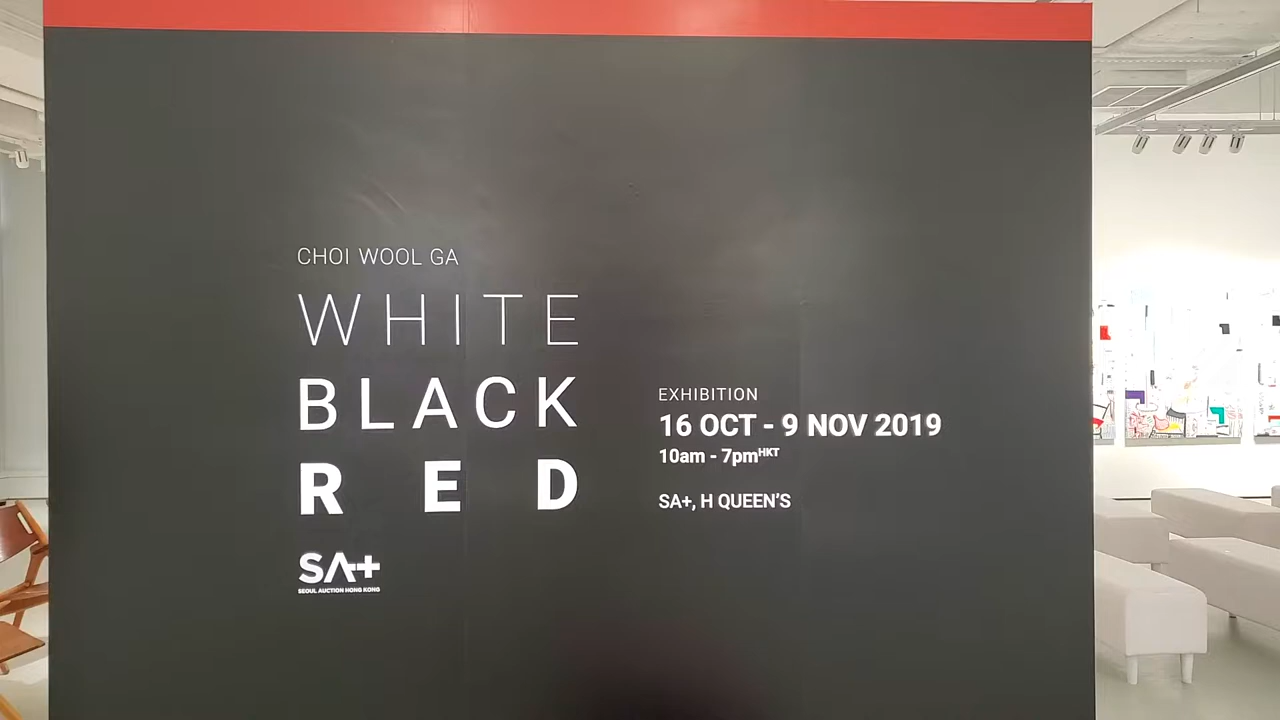 CHOI WOOL GA
WHITE
BLACK
RED
SA+
SEOUL AUCTION HONG KONG
EXHIBITION
16 OCT - 9 NOV 2019
10am - 7pmHKT
SA+, H QUEEN'S